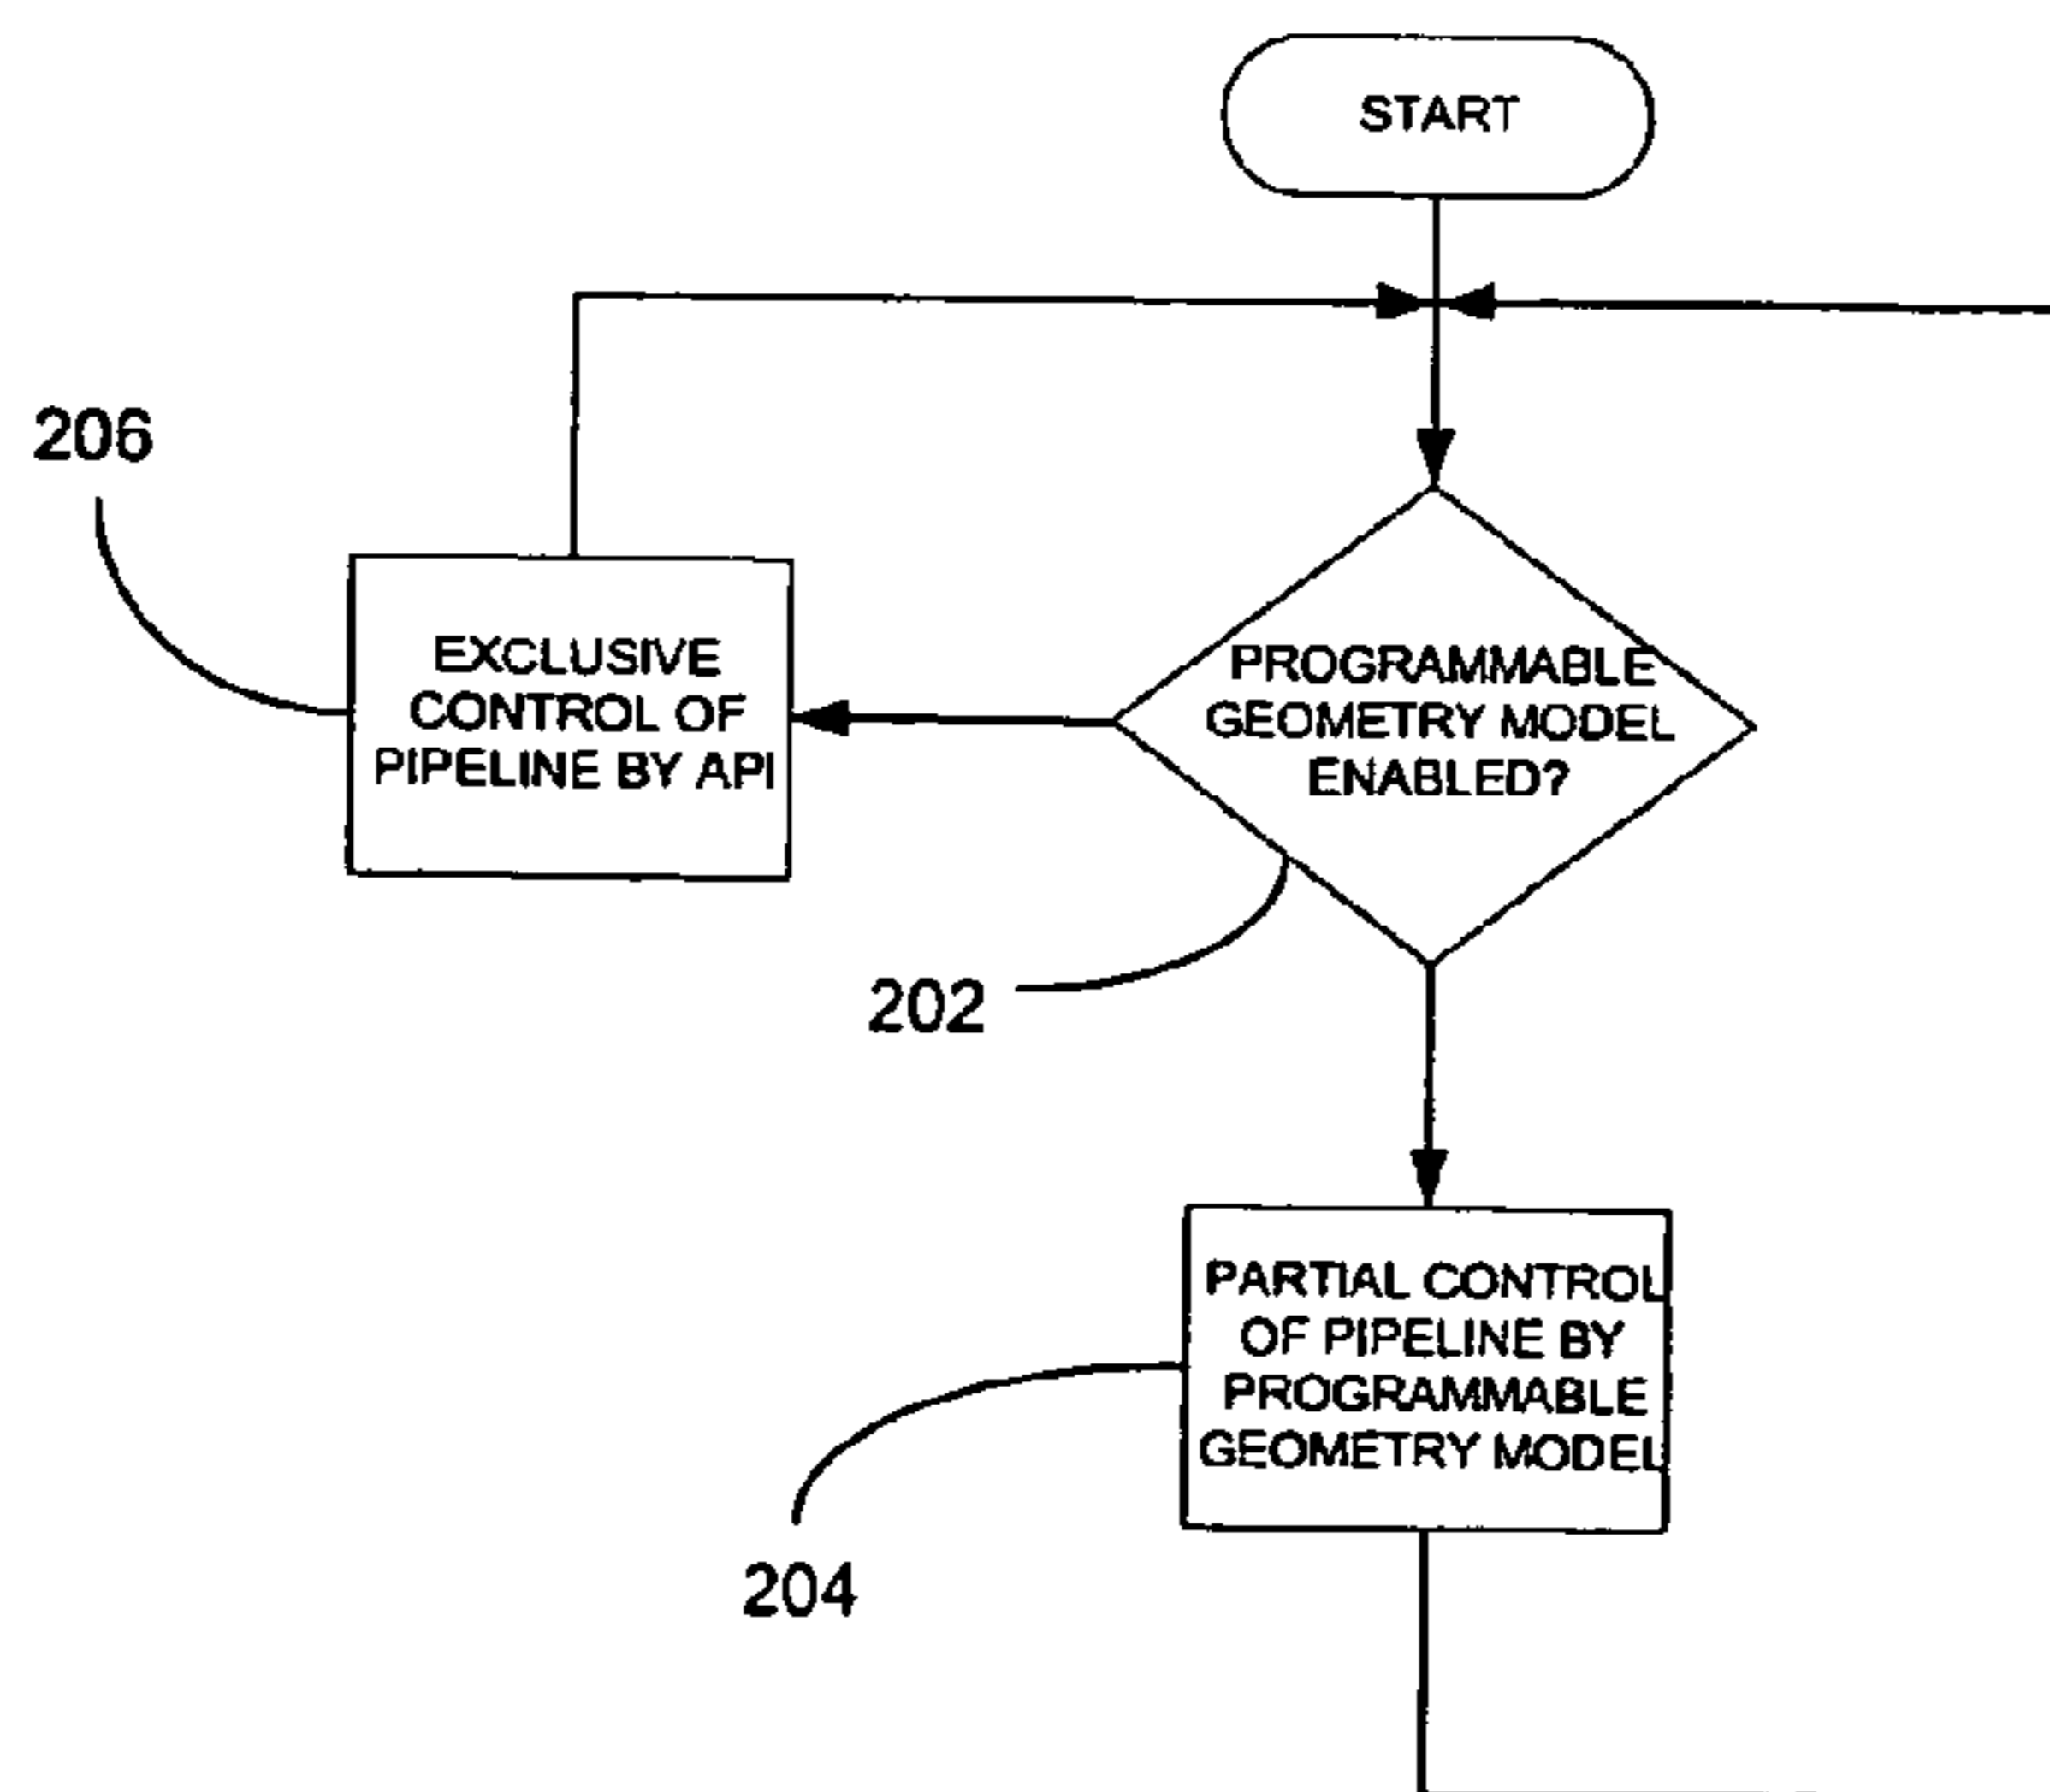 START
206
EXCLUSIVE
CONTROL OF
PIPELINE BY API
PROGRAMMABLE
GEOMETRY MODEL
ENABLED?
202
PARTIAL CONTROL
OF PIPELINE BY
PROGRAMMABLE
GEOMETRY MODEL
204